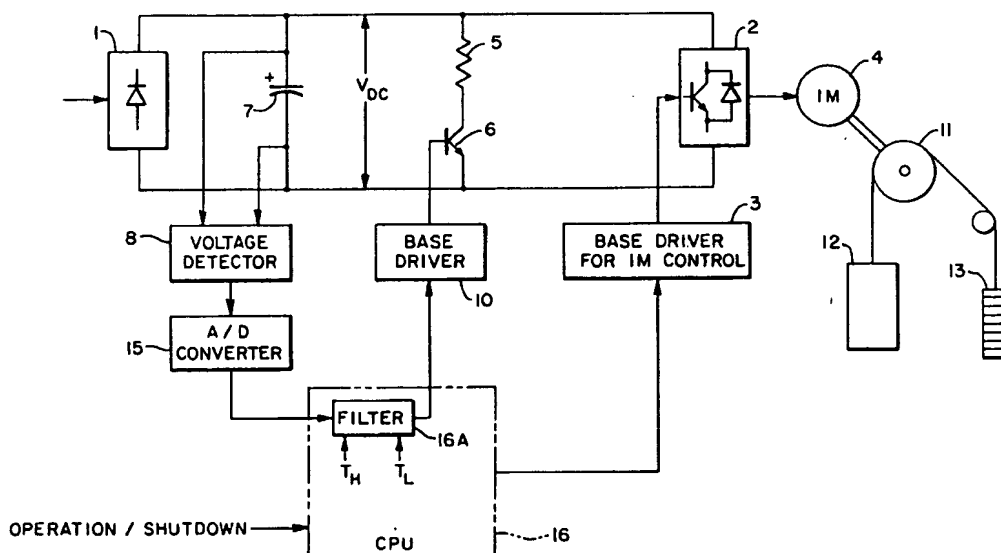 1
2
5
4
+
7
V_DC
IM
6
11
8
VOLTAGE
DETECTOR
BASE
DRIVER
10
3
BASE DRIVER
FOR IM CONTROL
12
13
15
A/D
CONVERTER
FILTER
16A
T_H
T_L
OPERATION / SHUTDOWN
CPU
16